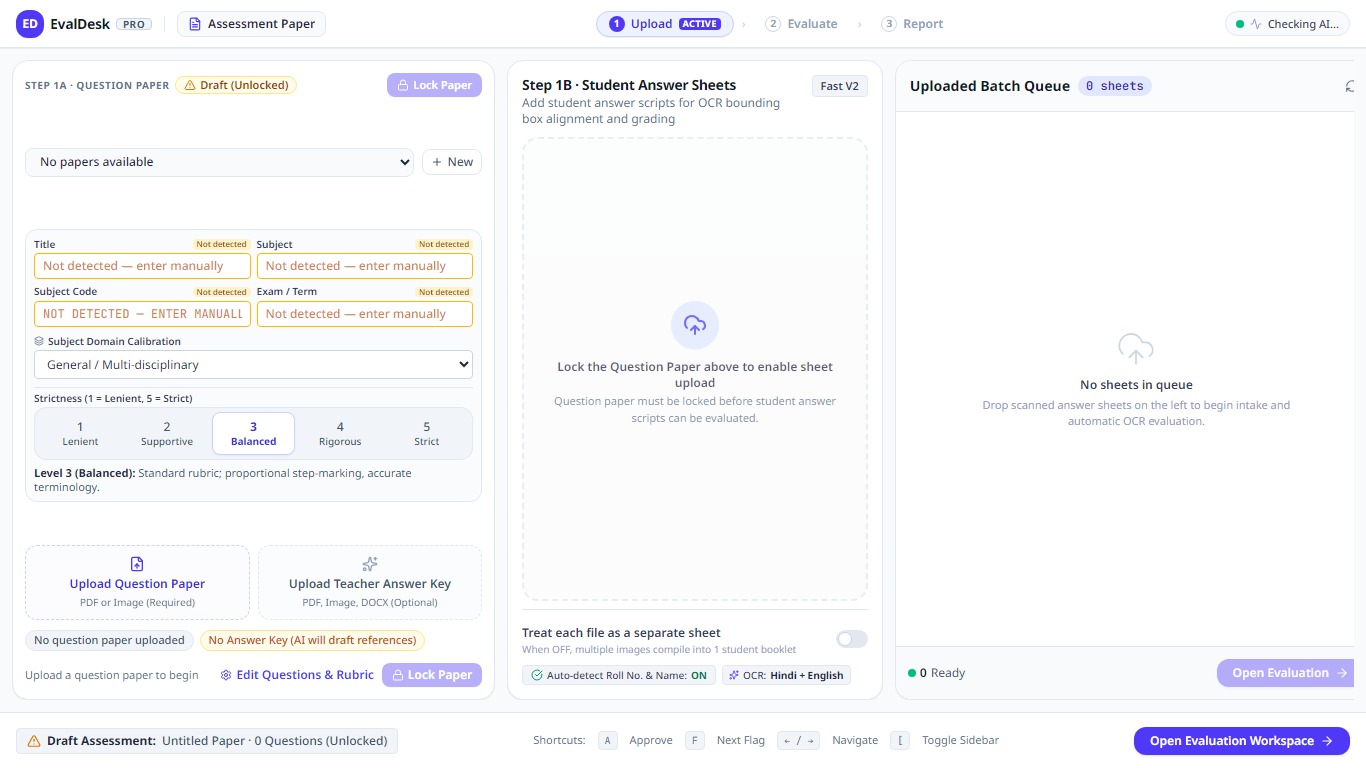 ED EvalDesk PRO Assessment Paper
1 Upload ACTIVE › 2 Evaluate › 3 Report
Checking AI...
STEP 1A · QUESTION PAPER Draft (Unlocked) Lock Paper
No papers available + New
Title Not detected Subject Not detected
Not detected — enter manually Not detected — enter manually
Subject Code Not detected Exam / Term Not detected
NOT DETECTED — ENTER MANUALL Not detected — enter manually
Subject Domain Calibration
General / Multi-disciplinary
Strictness (1 = Lenient, 5 = Strict)
1 2 3 4 5
Lenient Supportive Balanced Rigorous Strict
Level 3 (Balanced): Standard rubric; proportional step-marking, accurate
terminology.
Upload Question Paper Upload Teacher Answer Key
PDF or Image (Required) PDF, Image, DOCX (Optional)
No question paper uploaded No Answer Key (AI will draft references)
Upload a question paper to begin Edit Questions & Rubric Lock Paper
Step 1B · Student Answer Sheets Fast V2
Add student answer scripts for OCR bounding
box alignment and grading
Lock the Question Paper above to enable sheet
upload
Question paper must be locked before student answer
scripts can be evaluated.
Treat each file as a separate sheet
When OFF, multiple images compile into 1 student booklet
Auto-detect Roll No. & Name: ON OCR: Hindi + English
Uploaded Batch Queue 0 sheets
No sheets in queue
Drop scanned answer sheets on the left to begin intake and
automatic OCR evaluation.
0 Ready Open Evaluation →
Draft Assessment: Untitled Paper · 0 Questions (Unlocked)
Shortcuts: A Approve F Next Flag ← / → Navigate [ Toggle Sidebar
Open Evaluation Workspace →